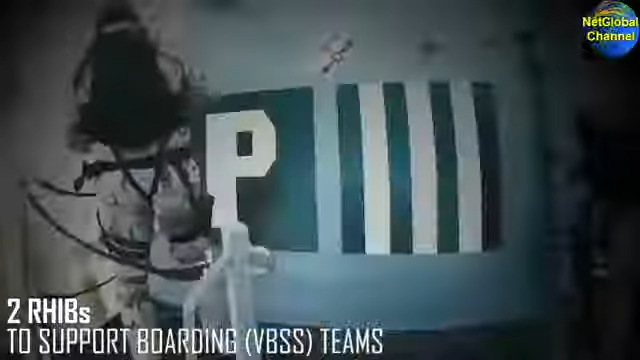 NetGlobal
Channel
P
2 RHIBs
TO SUPPORT BOARDING (VBSS) TEAMS